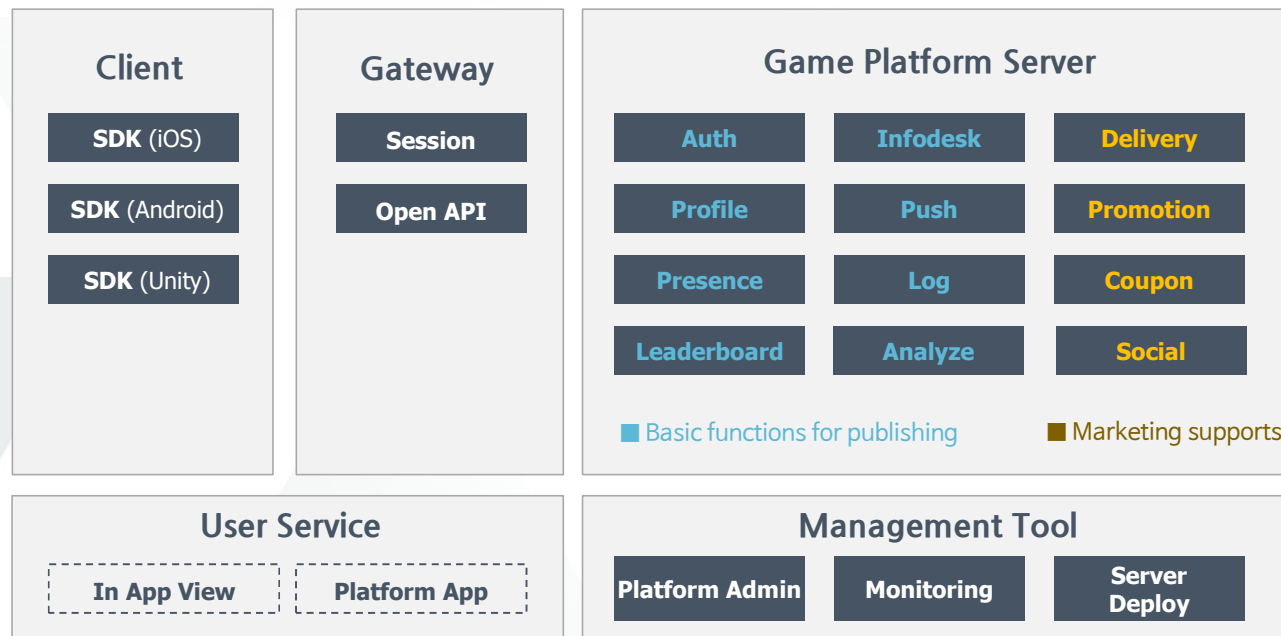 Client
SDK (iOS)
SDK (Android)
SDK (Unity)
Gateway
Session
Open API
Game Platform Server
Auth
Infodesk
Delivery
Profile
Push
Promotion
Presence
Log
Coupon
Leaderboard
Analyze
Social
Basic functions for publishing
Marketing supports
User Service
In App View
Platform App
Management Tool
Platform Admin
Monitoring
Server
Deploy